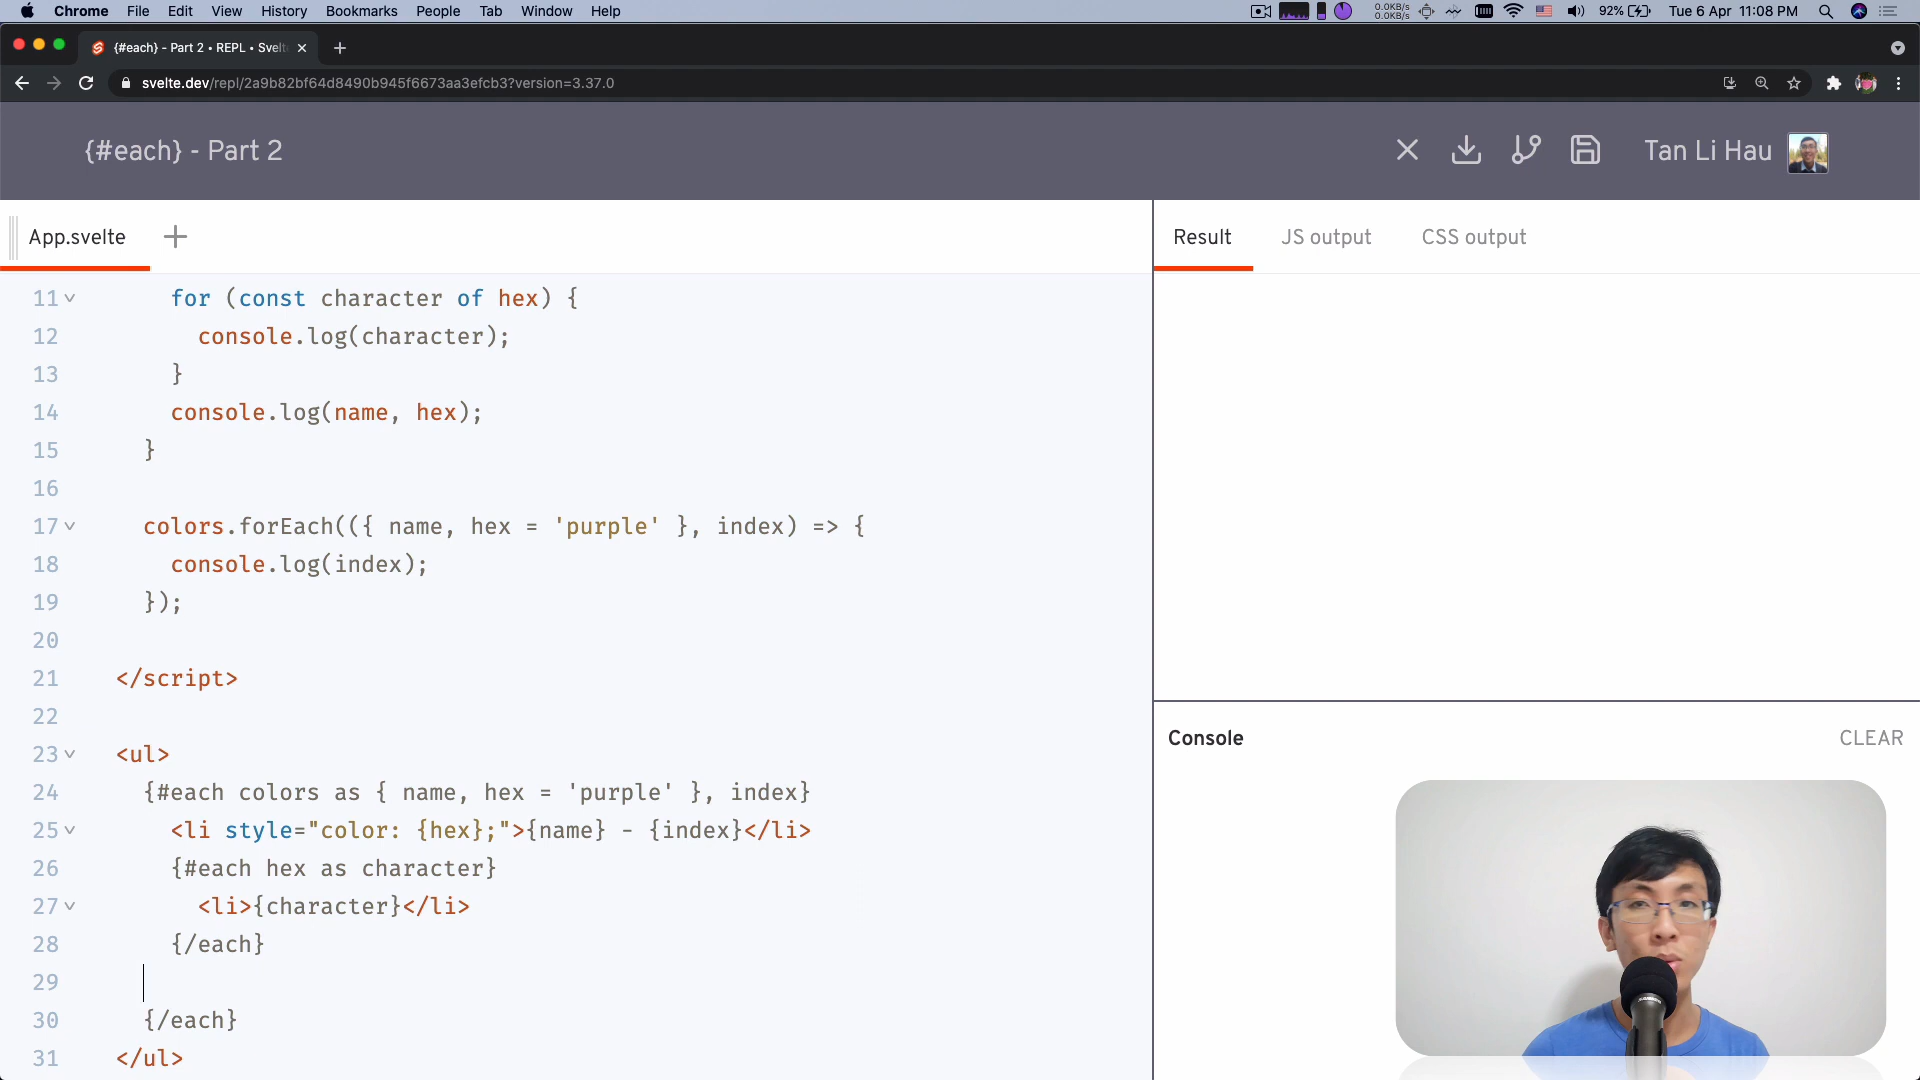 Chrome File Edit View History Bookmarks People Tab Window Help
0.0KB/s
0.0KB/s
92%
Tue 6 Apr 11:08 PM
{#each} - Part 2 • REPL • Svelt
svelte.dev/repl/2a9b82bf64d8490b945f6673aa3efcb3?version=3.37.0
{#each} - Part 2
Tan Li Hau
App.svelte
Result JS output CSS output
11 for (const character of hex) {
12 console.log(character);
13 }
14 console.log(name, hex);
15 }
16
17 colors.forEach(({ name, hex = 'purple' }, index) => {
18 console.log(index);
19 });
20
21 </script>
22
23 <ul>
24 {#each colors as { name, hex = 'purple' }, index}
25 <li style="color: {hex};">{name} - {index}</li>
26 {#each hex as character}
27 <li>{character}</li>
28 {/each}
29
30 {/each}
31 </ul>
Console
CLEAR